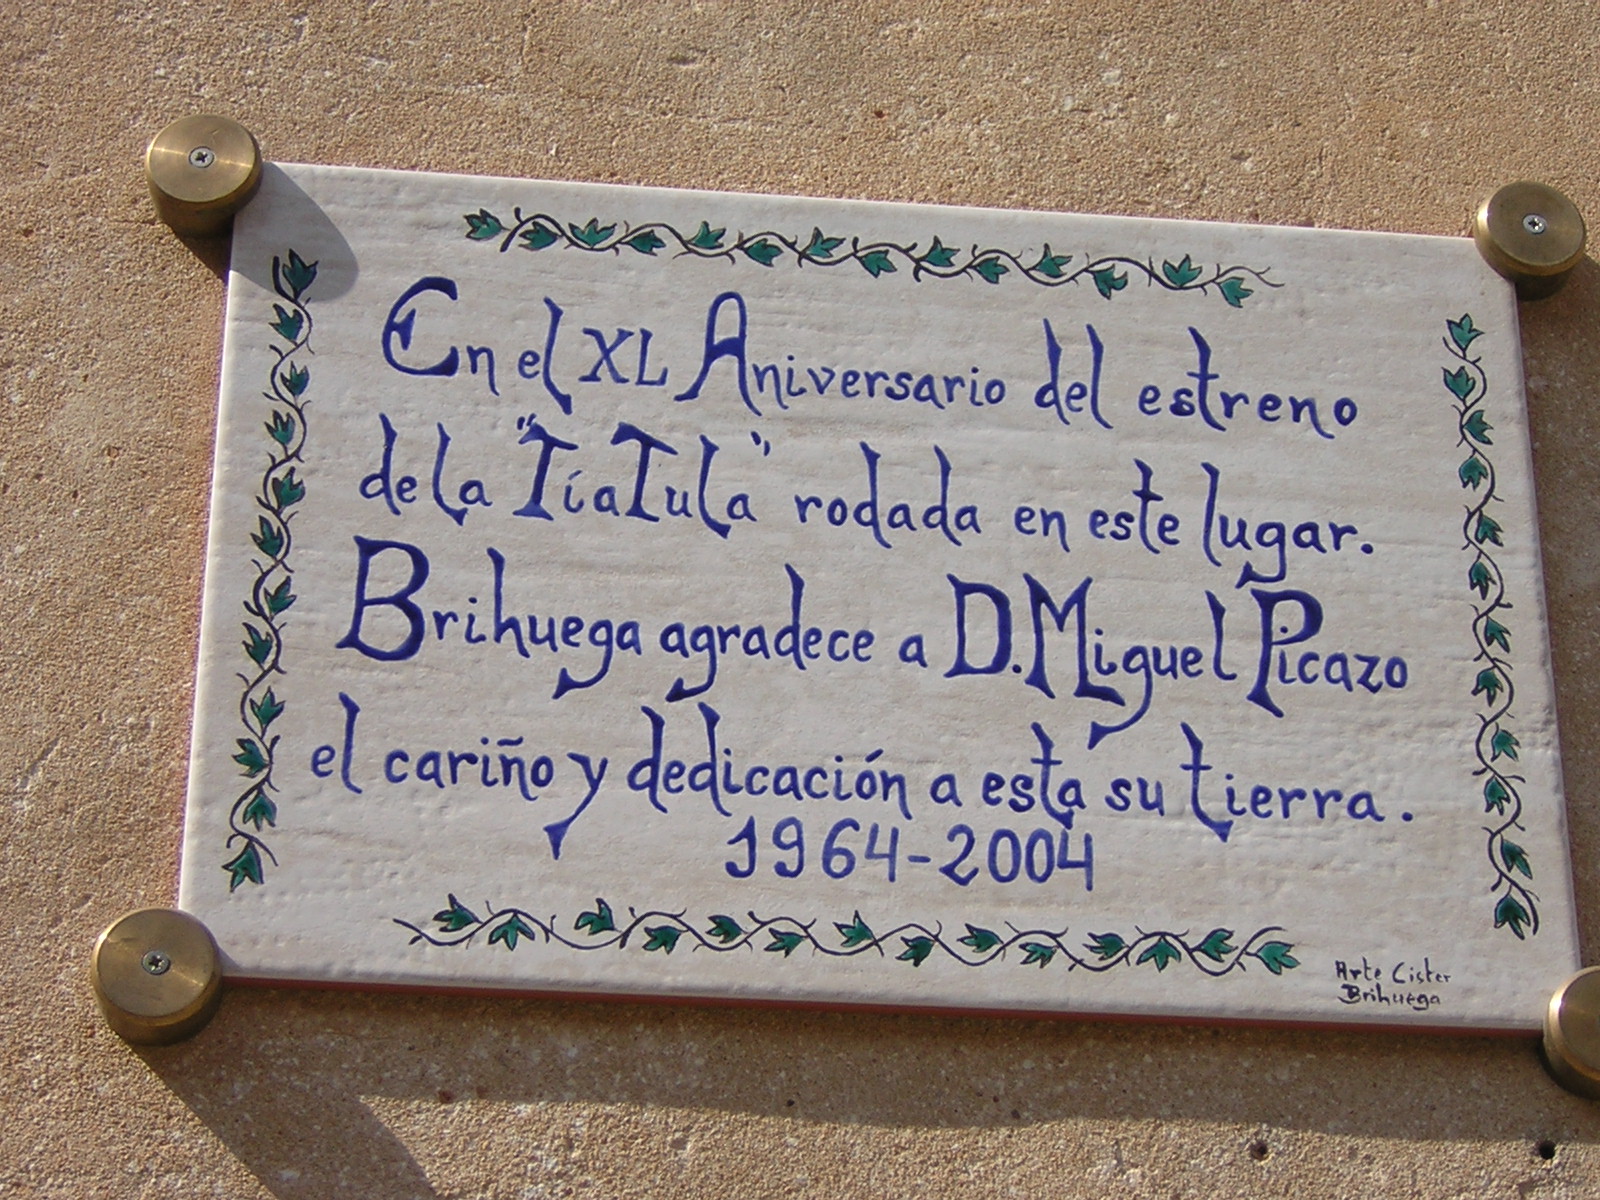 En el XL Aniversario del estreno
de la "Tía Tula" rodada en este lugar.
Brihuega agradece a D. Miguel Picazo
el cariño y dedicación a esta su tierra.
1964-2004
Arte Cister
Brihuega